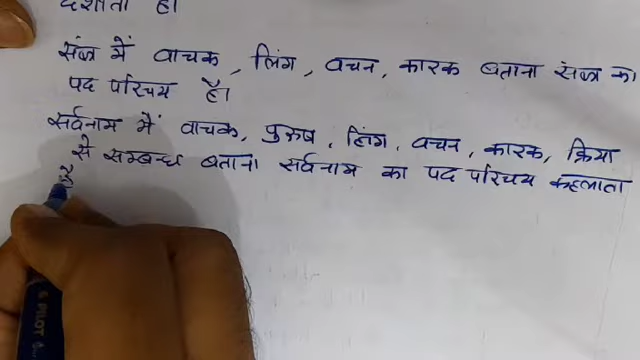 दर्शाता है।
संज्ञा में वाचक, लिंग, वचन, कारक बताना संज्ञा का
पद परिचय है।
सर्वनाम में वाचक, पुरुष, लिंग, वचन, कारक, क्रिया
से सम्बन्ध बताना सर्वनाम का पद परिचय कहलाता
है
PILOT